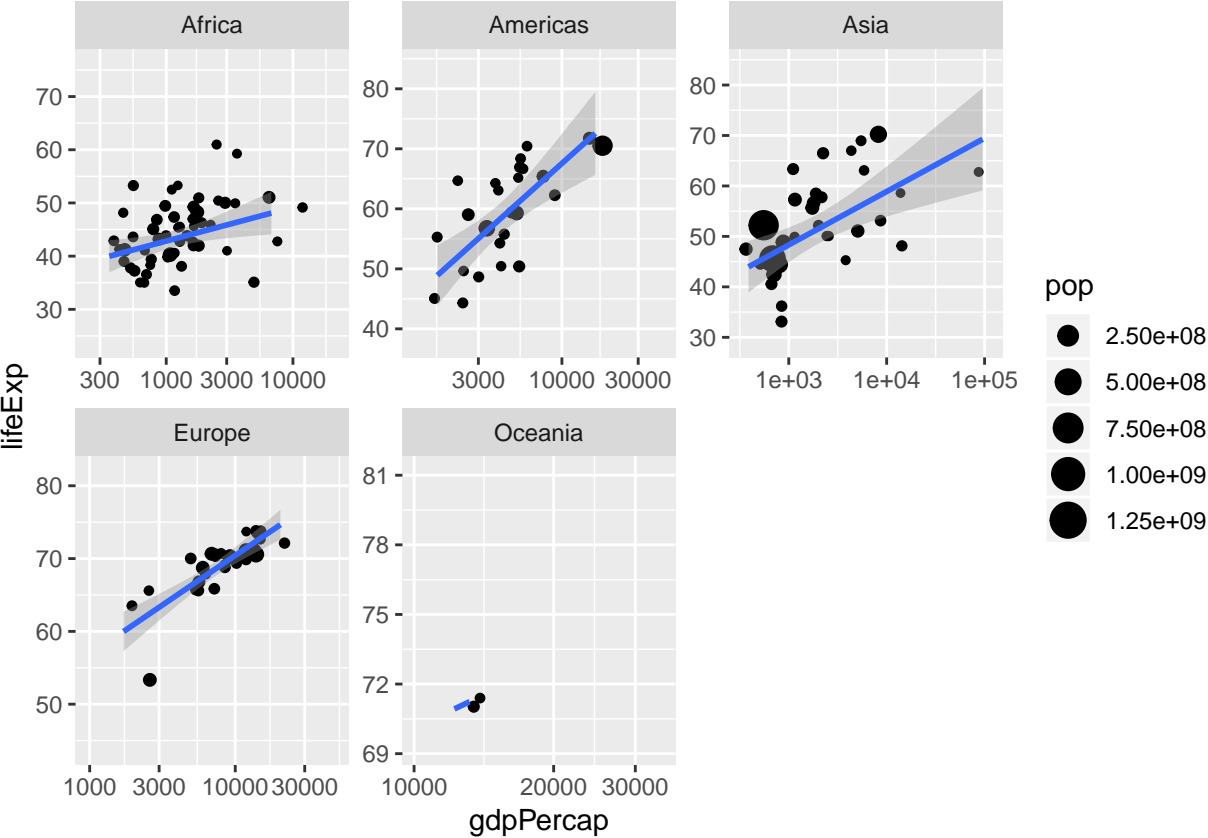 Africa
Americas
Asia
70
60
50
40
30
300 1000 3000 10000
80
70
60
50
40
3000 10000 30000
80
70
60
50
40
30
1e+03 1e+04 1e+05
lifeExp
Europe
Oceania
80
70
60
50
1000 3000 10000 30000
81
78
75
72
69
10000 20000 30000
gdpPercap
pop
2.50e+08
5.00e+08
7.50e+08
1.00e+09
1.25e+09